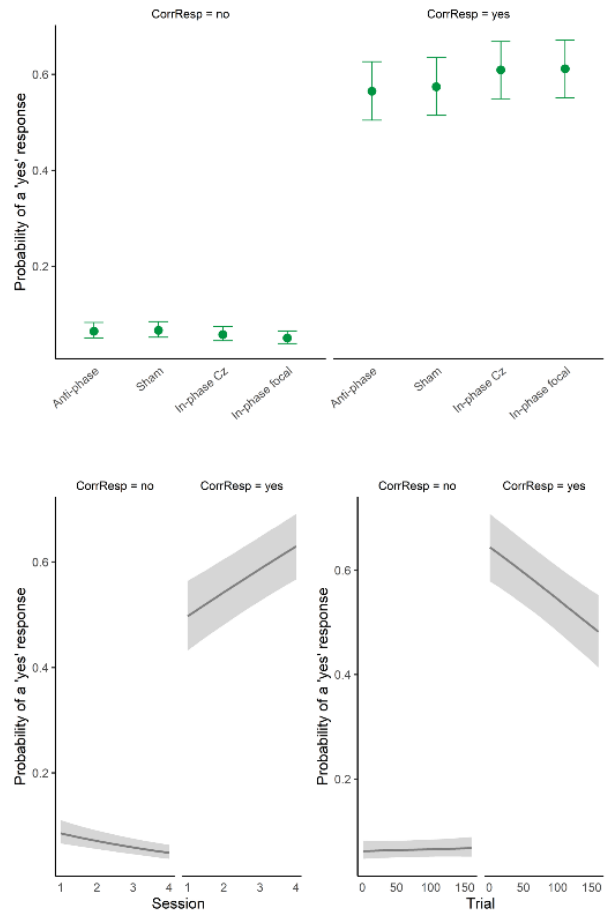 CorrResp = no CorrResp = yes
Probability of a 'yes' response
0.6
0.4
0.2
Anti-phase Sham In-phase Cz In-phase focal Anti-phase Sham In-phase Cz In-phase focal
CorrResp = no CorrResp = yes
Probability of a 'yes' response
0.6
0.4
0.2
1 2 3 4 1 2 3 4
Session
CorrResp = no CorrResp = yes
Probability of a 'yes' response
0.6
0.4
0.2
0 50 100 150 0 50 100 150
Trial